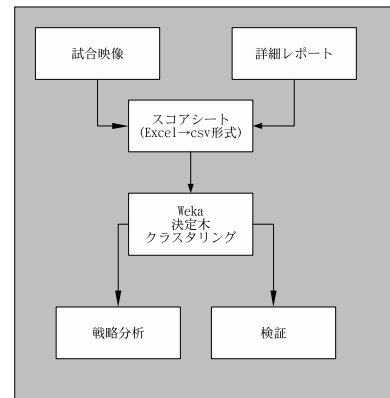 試合映像
詳細レポート
スコアシート
(Excel→csv形式)
Weka
決定木
クラスタリング
戦略分析
検証